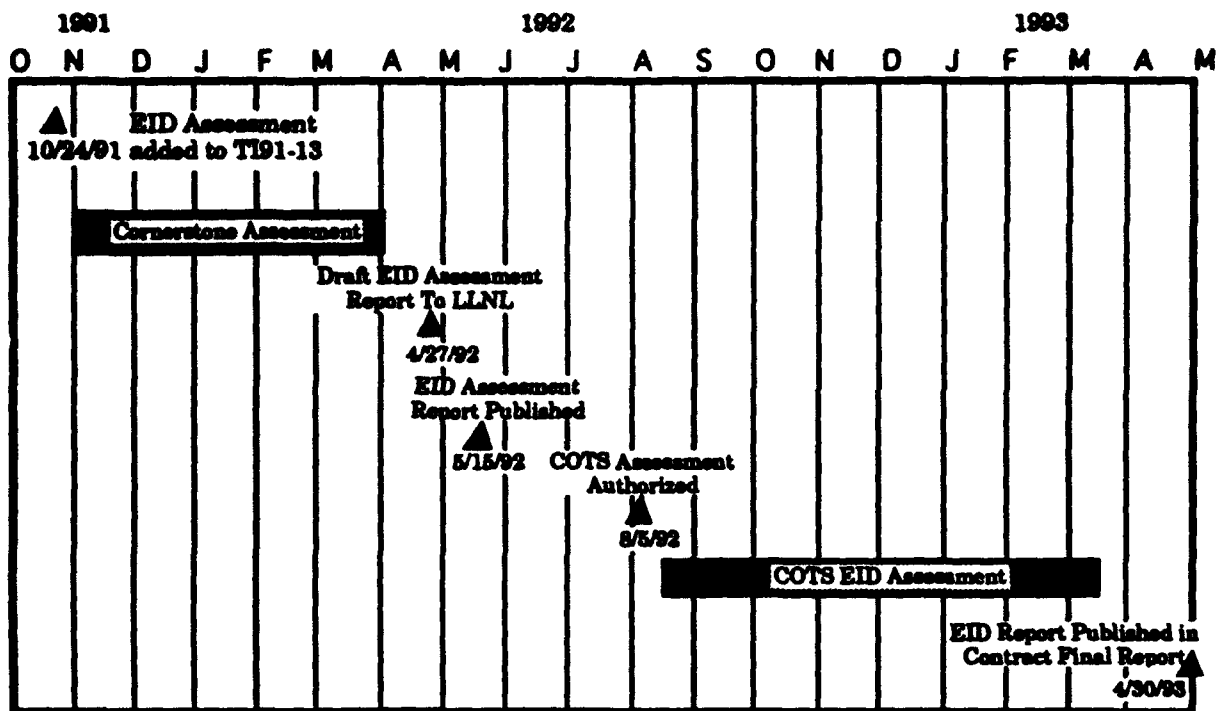 1991 1992 1993
O N D J F M A M J J A S O N D J F M A M
EID Assessment
10/24/91 added to TI91-13
Cornerstone Assessment
Draft EID Assessment
Report To LLNL
4/27/92
EID Assessment
Report Published
5/15/92
COTS Assessment
Authorized
8/5/92
COTS EID Assessment
EID Report Published in
Contract Final Report
4/30/93